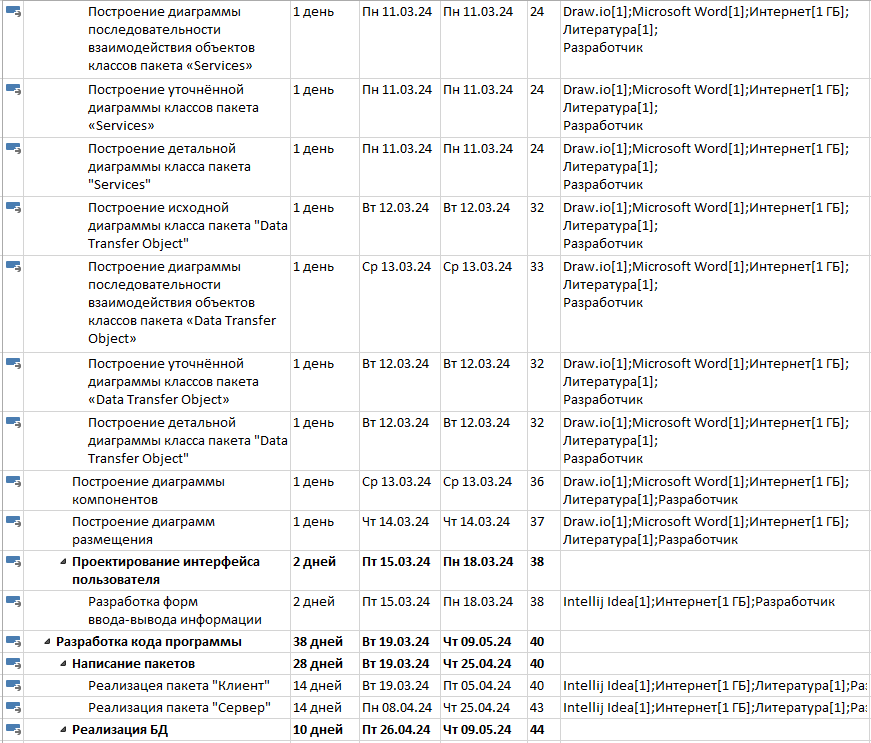 Построение диаграммы 1 день Пн 11.03.24 Пн 11.03.24 24 Draw.io[1];Microsoft Word[1];Интернет[1 ГБ];
последовательности Литература[1];
взаимодействия объектов Разработчик
классов пакета «Services»
Построение уточнённой 1 день Пн 11.03.24 Пн 11.03.24 24 Draw.io[1];Microsoft Word[1];Интернет[1 ГБ];
диаграммы классов пакета Литература[1];
«Services» Разработчик
Построение детальной 1 день Пн 11.03.24 Пн 11.03.24 24 Draw.io[1];Microsoft Word[1];Интернет[1 ГБ];
диаграммы класса пакета Литература[1];
"Services" Разработчик
Построение исходной 1 день Вт 12.03.24 Вт 12.03.24 32 Draw.io[1];Microsoft Word[1];Интернет[1 ГБ];
диаграммы класса пакета "Data Литература[1];
Transfer Object" Разработчик
Построение диаграммы 1 день Ср 13.03.24 Ср 13.03.24 33 Draw.io[1];Microsoft Word[1];Интернет[1 ГБ];
последовательности Литература[1];
взаимодействия объектов Разработчик
классов пакета «Data Transfer
Object»
Построение уточнённой 1 день Вт 12.03.24 Вт 12.03.24 32 Draw.io[1];Microsoft Word[1];Интернет[1 ГБ];
диаграммы классов пакета Литература[1];
«Data Transfer Object» Разработчик
Построение детальной 1 день Вт 12.03.24 Вт 12.03.24 32 Draw.io[1];Microsoft Word[1];Интернет[1 ГБ];
диаграммы класса пакета "Data Литература[1];
Transfer Object" Разработчик
Построение диаграммы 1 день Ср 13.03.24 Ср 13.03.24 36 Draw.io[1];Microsoft Word[1];Интернет[1 ГБ];
компонентов Литература[1];Разработчик
Построение диаграмм 1 день Чт 14.03.24 Чт 14.03.24 37 Draw.io[1];Microsoft Word[1];Интернет[1 ГБ];
размещения Литература[1];Разработчик
Проектирование интерфейса 2 дней Пт 15.03.24 Пн 18.03.24 38
пользователя
Разработка форм 2 дней Пт 15.03.24 Пн 18.03.24 38 Intellij Idea[1];Интернет[1 ГБ];Разработчик
ввода-вывода информации
Разработка кода программы 38 дней Вт 19.03.24 Чт 09.05.24 40
Написание пакетов 28 дней Вт 19.03.24 Чт 25.04.24 40
Реализацея пакета "Клиент" 14 дней Вт 19.03.24 Пт 05.04.24 40 Intellij Idea[1];Интернет[1 ГБ];Литература[1];Раз
Реализация пакета "Сервер" 14 дней Пн 08.04.24 Чт 25.04.24 43 Intellij Idea[1];Интернет[1 ГБ];Литература[1];Раз
Реализация БД 10 дней Пт 26.04.24 Чт 09.05.24 44